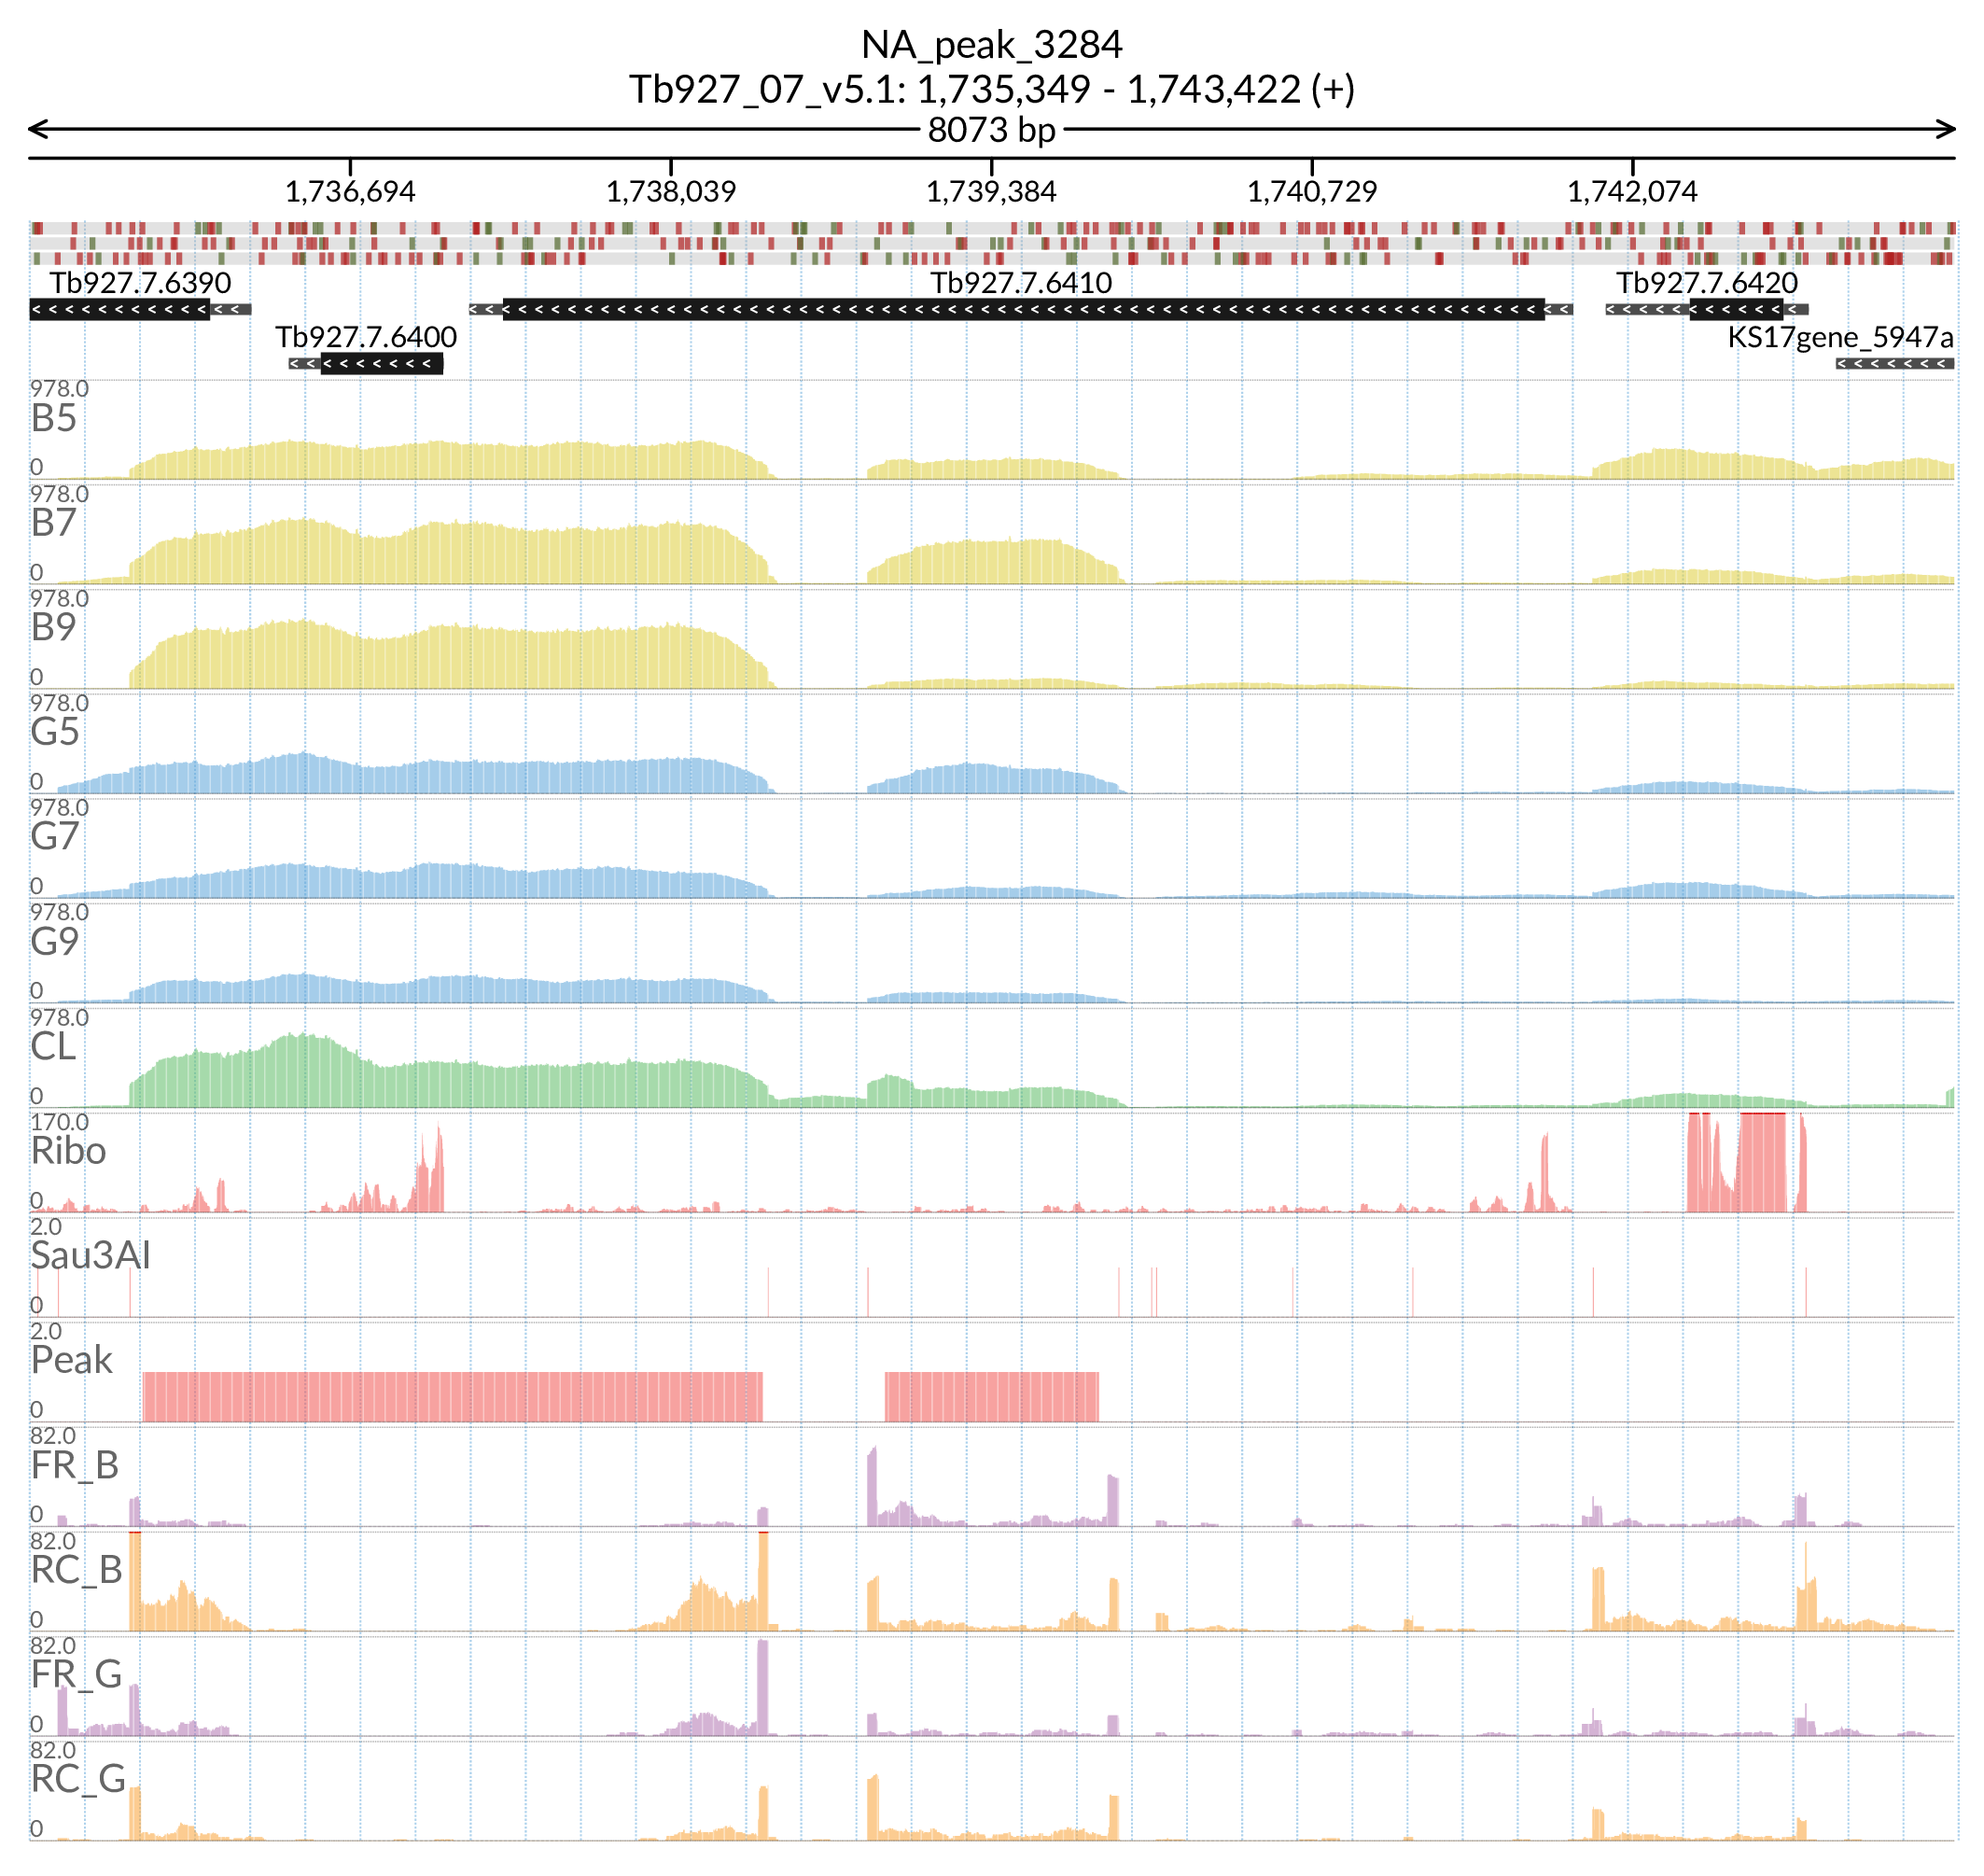 NA_peak_3284
Tb927_07_v5.1: 1,735,349 - 1,743,422 (+)
8073 bp
1,736,694 1,738,039 1,739,384 1,740,729 1,742,074
Tb927.7.6390 Tb927.7.6410 Tb927.7.6420
Tb927.7.6400 KS17gene_5947a
978.0
B5
0
978.0
B7
0
978.0
B9
0
978.0
G5
0
978.0
G7
0
978.0
G9
0
978.0
CL
0
170.0
Ribo
0
2.0
Sau3AI
0
2.0
Peak
0
82.0
FR_B
0
82.0
RC_B
0
82.0
FR_G
0
82.0
RC_G
0